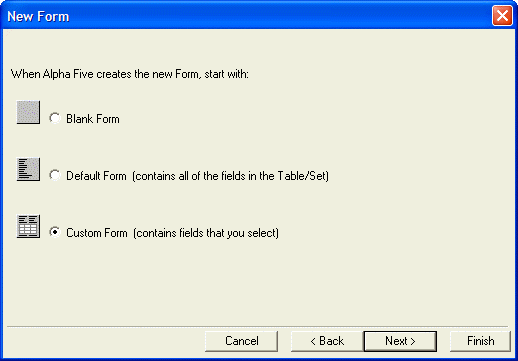 New Form
When Alpha Five creates the new Form, start with:
Blank Form
Default Form (contains all of the fields in the Table/Set)
Custom Form (contains fields that you select)
Cancel
< Back
Next >
Finish